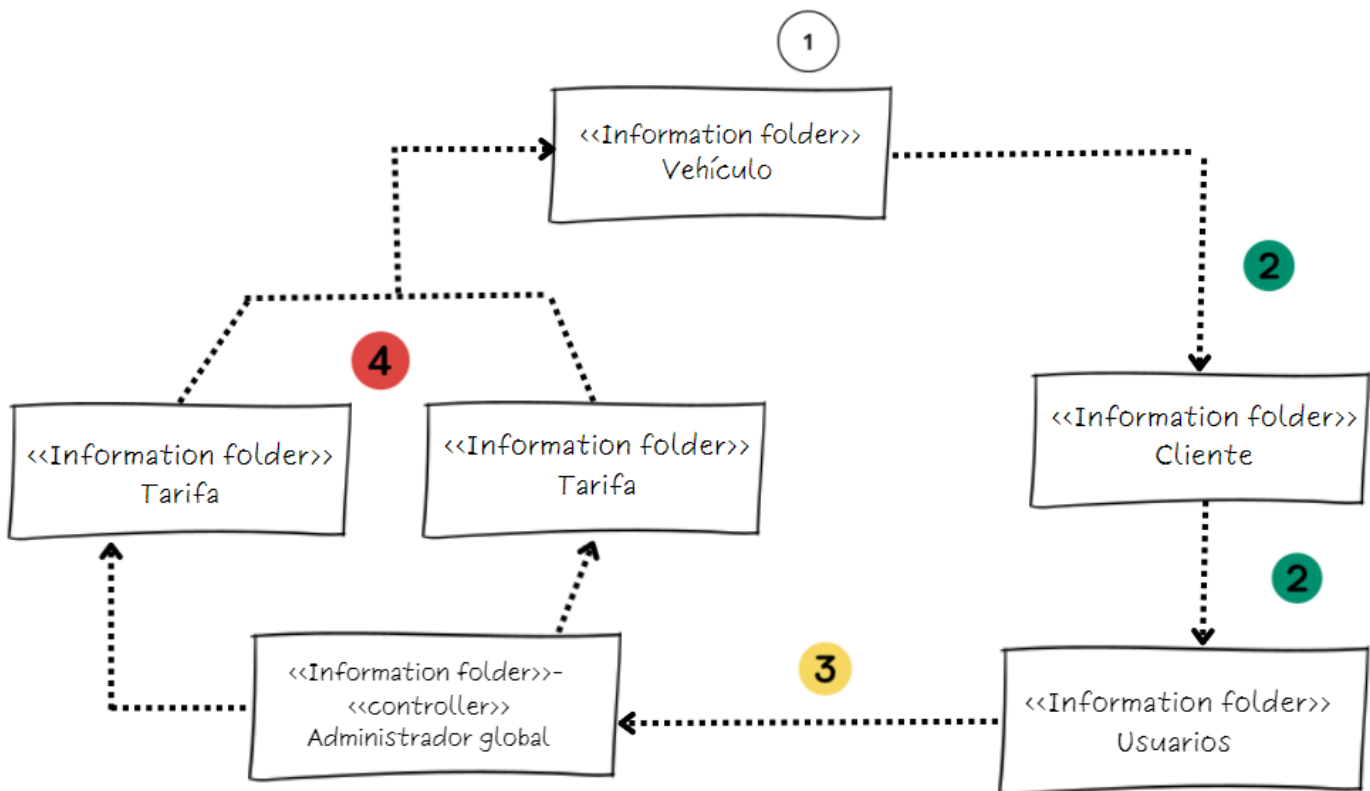 1
<<Information folder>>
Vehículo
2
4
<<Information folder>>
Cliente
<<Information folder>>
Tarifa
<<Information folder>>
Tarifa
2
<<Information folder>>-
<<controller>>
Administrador global
3
<<Information folder>>
Usuarios